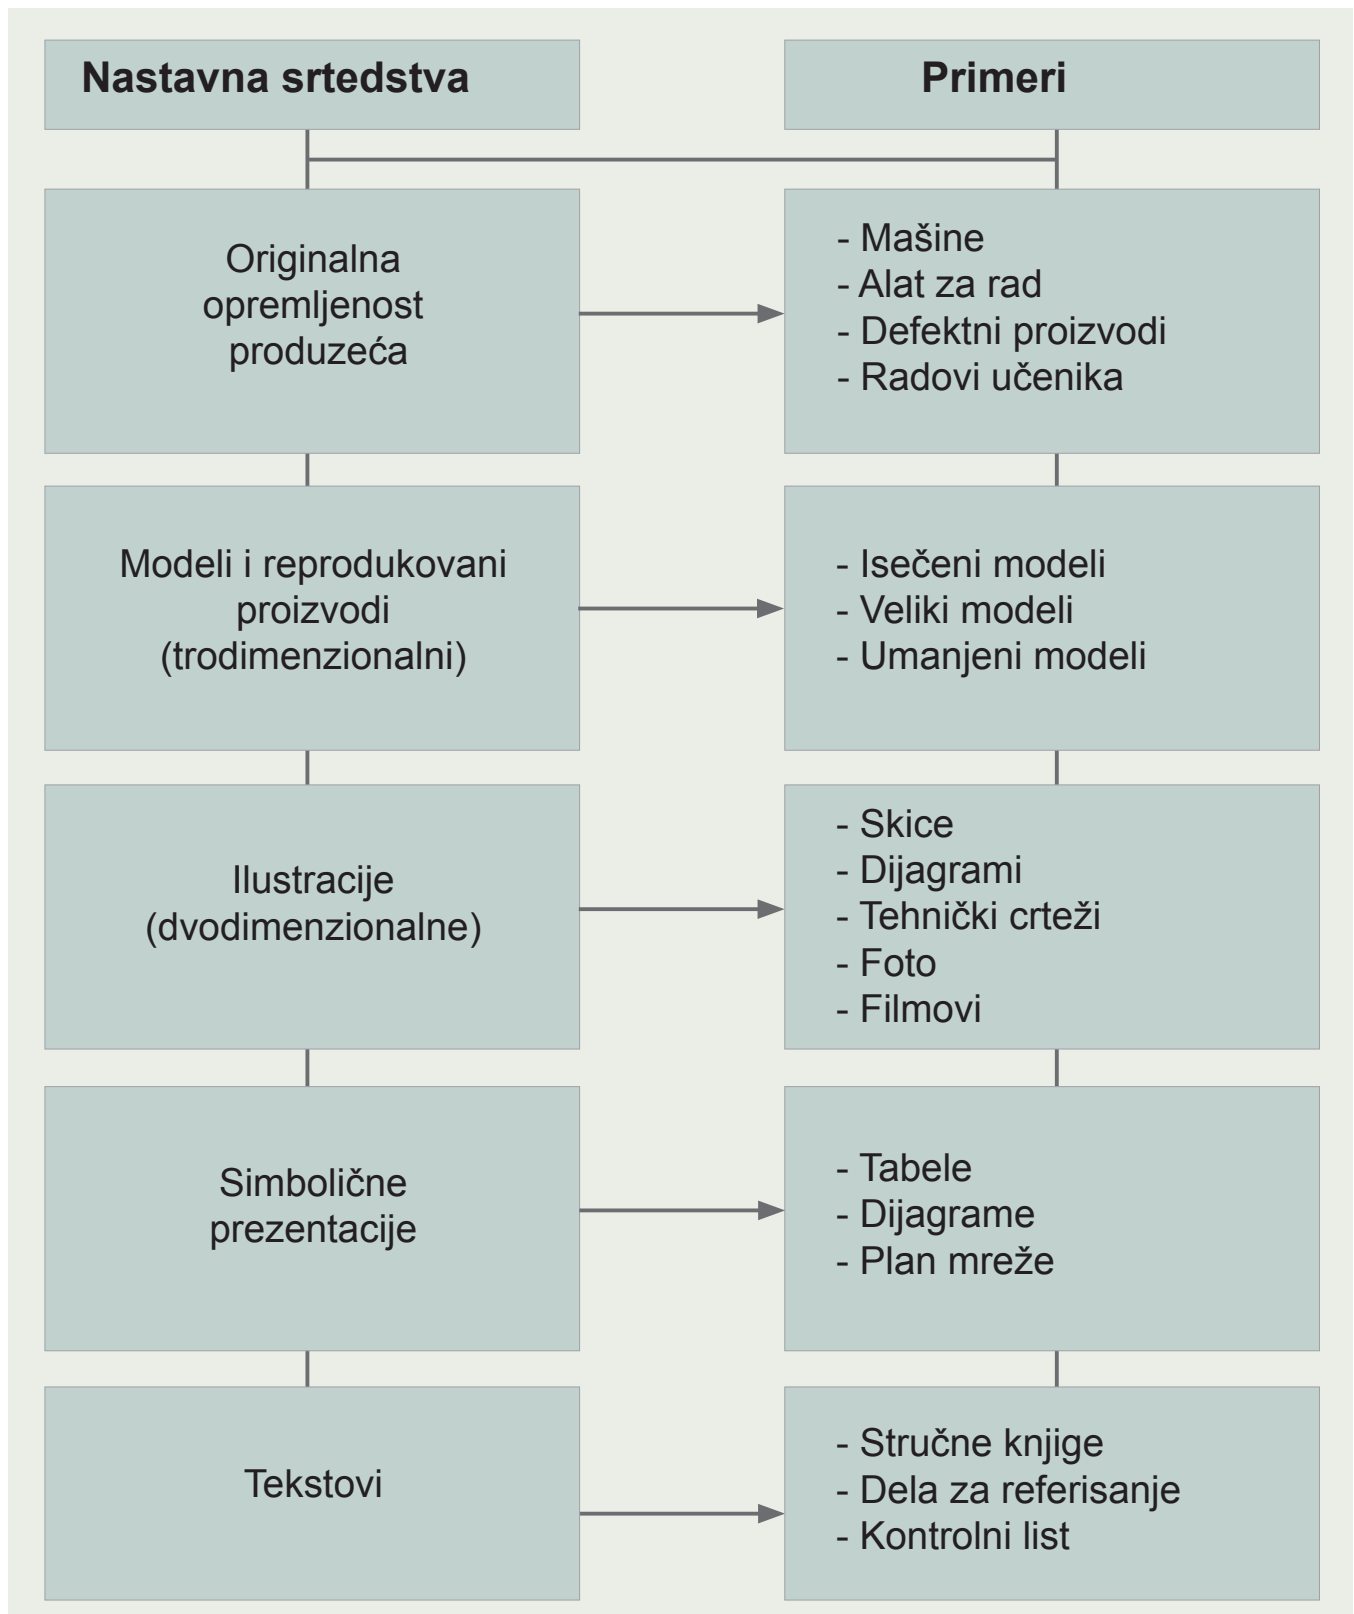 Nastavna srtedstva
Primeri
Originalna
opremljenost
produzeća
- Mašine
- Alat za rad
- Defektni proizvodi
- Radovi učenika
Modeli i reprodukovani
proizvodi
(trodimenzionalni)
- Isečeni modeli
- Veliki modeli
- Umanjeni modeli
Ilustracije
(dvodimenzionalne)
- Skice
- Dijagrami
- Tehnički crteži
- Foto
- Filmovi
Simbolične
prezentacije
- Tabele
- Dijagrame
- Plan mreže
Tekstovi
- Stručne knjige
- Dela za referisanje
- Kontrolni list